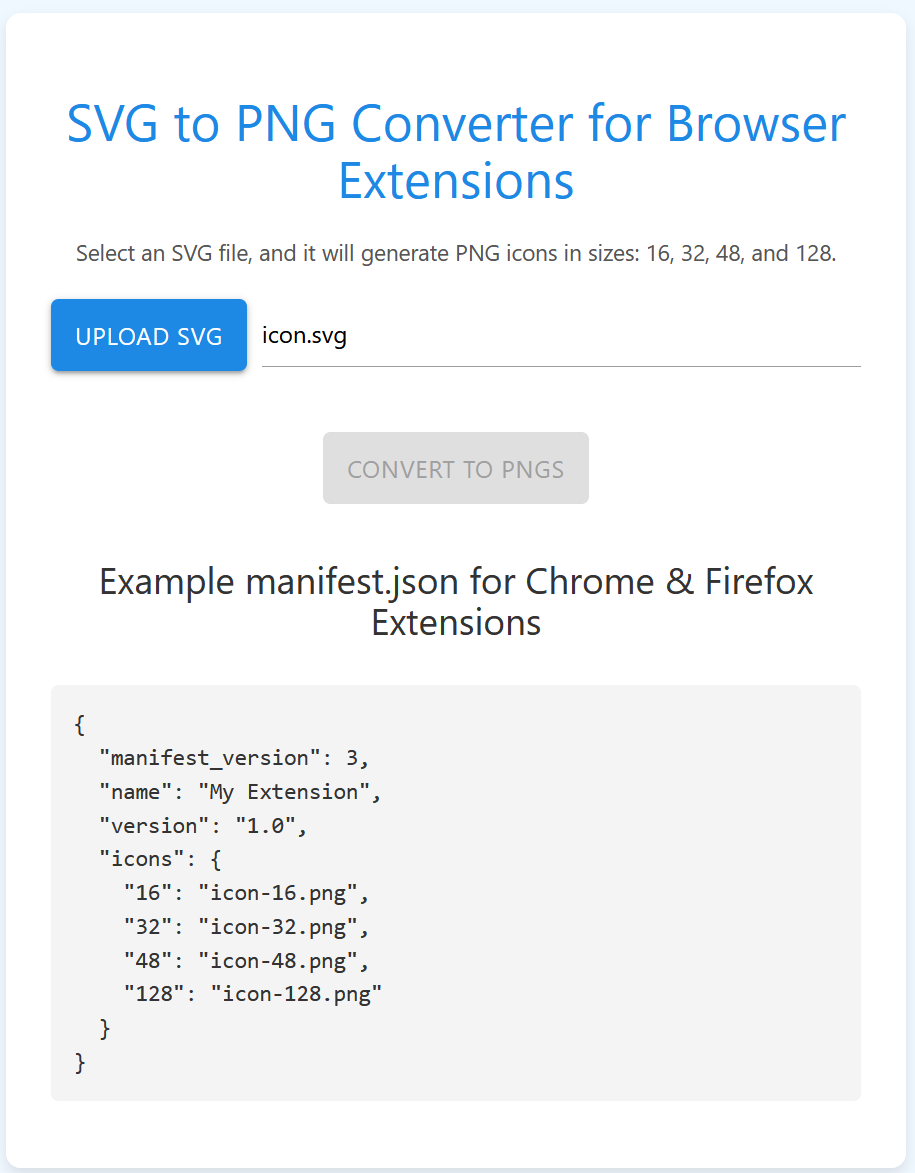 SVG to PNG Converter for Browser
Extensions
Select an SVG file, and it will generate PNG icons in sizes: 16, 32, 48, and 128.
UPLOAD SVG
icon.svg
CONVERT TO PNGS
Example manifest.json for Chrome & Firefox
Extensions
{
  "manifest_version": 3,
  "name": "My Extension",
  "version": "1.0",
  "icons": {
    "16": "icon-16.png",
    "32": "icon-32.png",
    "48": "icon-48.png",
    "128": "icon-128.png"
  }
}